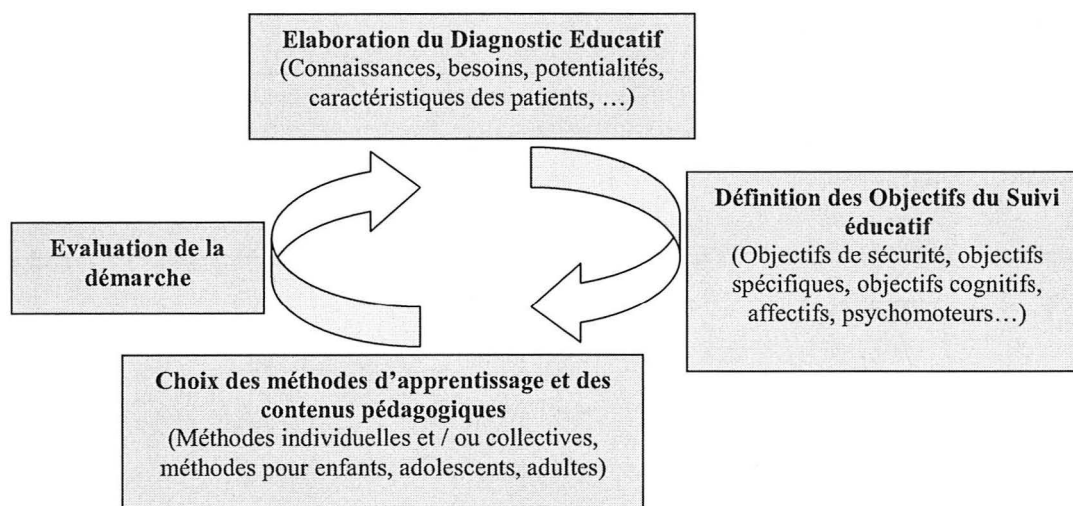 Elaboration du Diagnostic Educatif
(Connaissances, besoins, potentialités,
caractéristiques des patients, …)
Définition des Objectifs du Suivi
éducatif
(Objectifs de sécurité, objectifs
spécifiques, objectifs cognitifs,
affectifs, psychomoteurs…)
Choix des méthodes d’apprentissage et des
contenus pédagogiques
(Méthodes individuelles et / ou collectives,
méthodes pour enfants, adolescents, adultes)
Evaluation de la
démarche